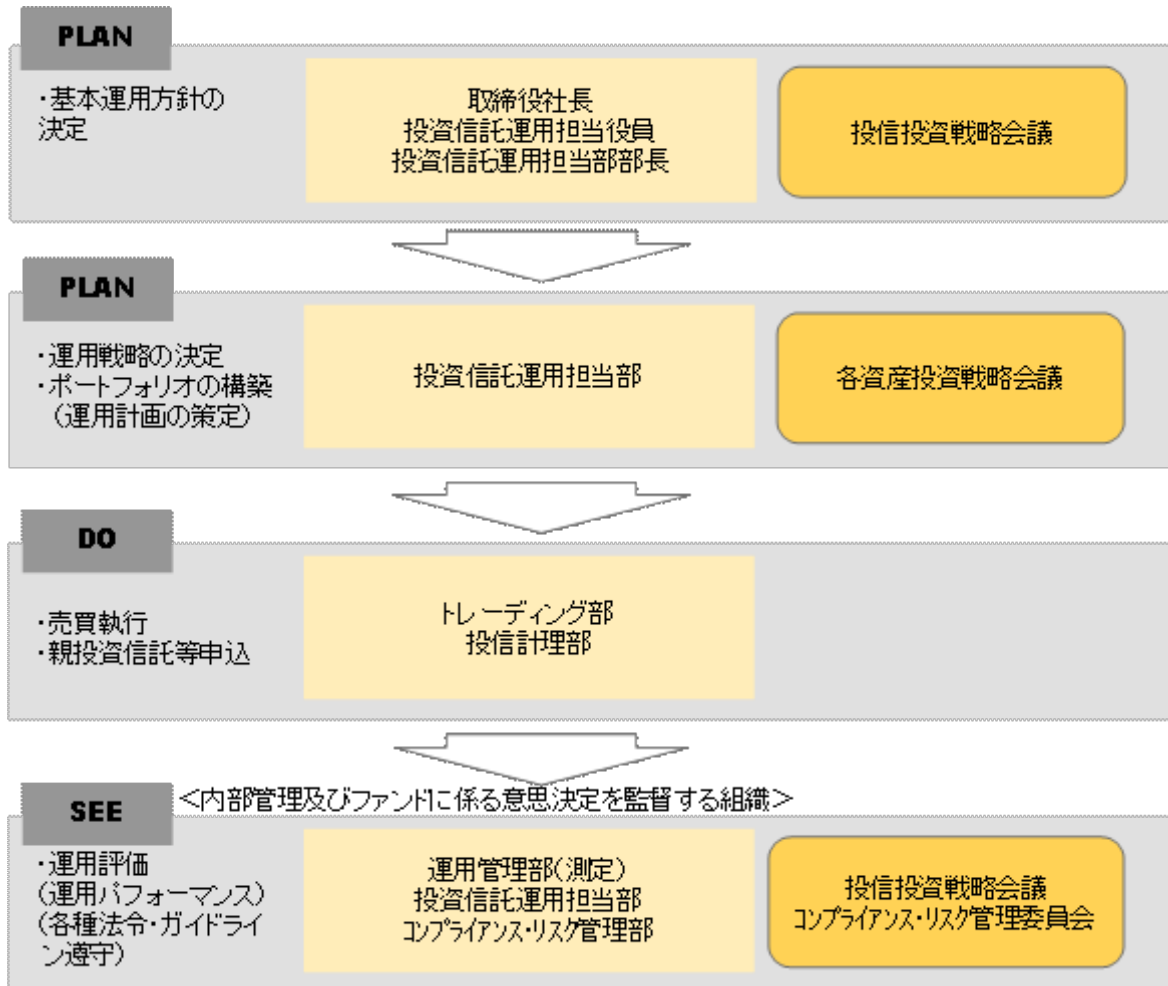 PLAN
・基本運用方針の
決定
取締役社長
投資信託運用担当役員
投資信託運用担当部部長
投信投資戦略会議
PLAN
・運用戦略の決定
・ポートフォリオの構築
(運用計画の策定)
投資信託運用担当部
各資産投資戦略会議
DO
・売買執行
・親投資信託等申込
トレーディング部
投信計理部
SEE
<内部管理及びファンドに係る意思決定を監督する組織>
・運用評価
(運用パフォーマンス)
(各種法令・ガイドライ
ン遵守)
運用管理部(測定)
投資信託運用担当部
コンプライアンス・リスク管理部
投信投資戦略会議
コンプライアンス・リスク管理委員会